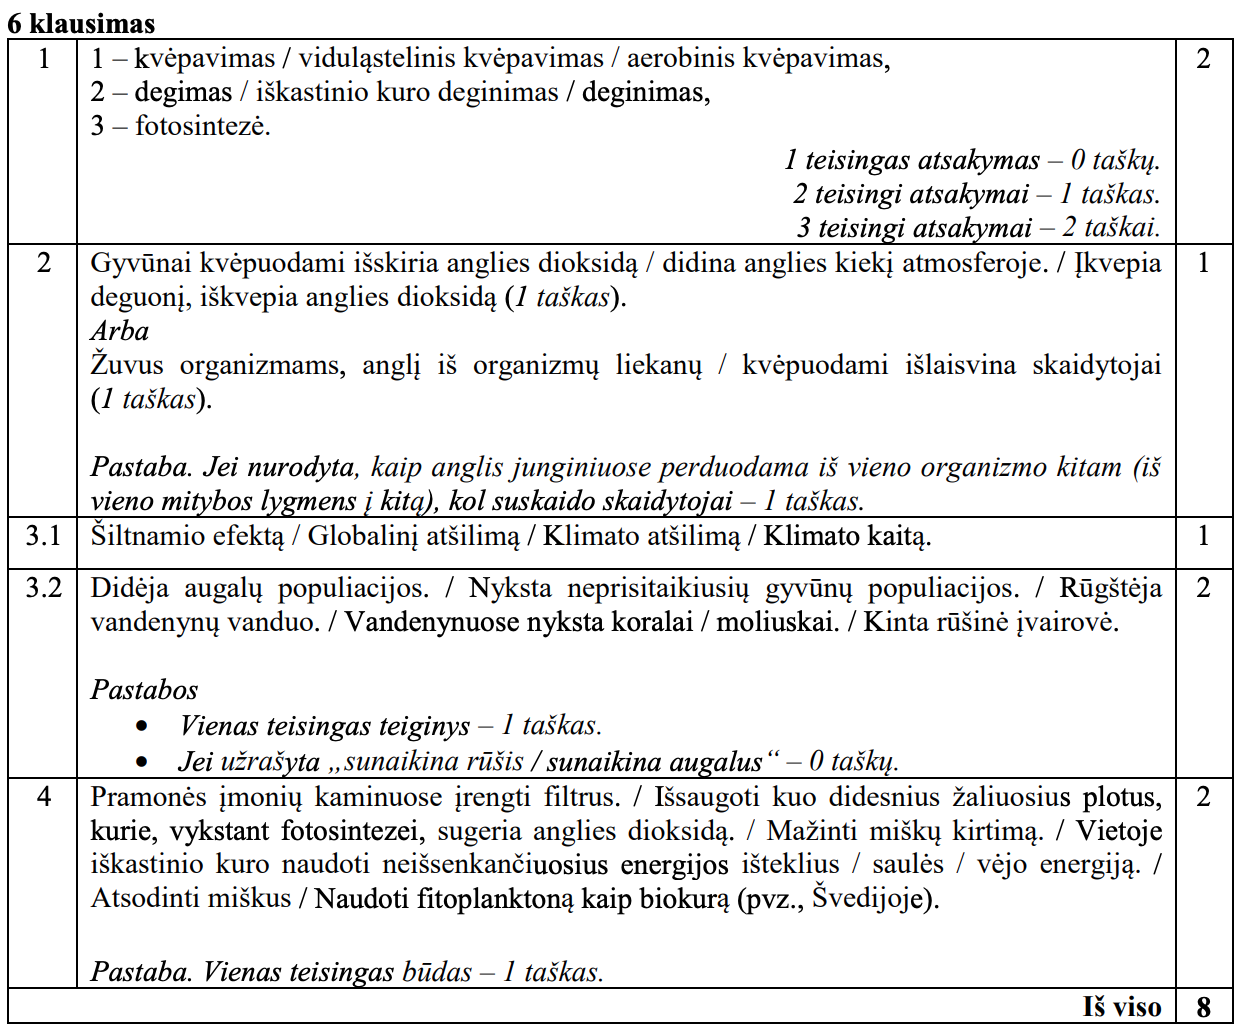 6 klausimas
1 1 – kvėpavimas / viduląstelinis kvėpavimas / aerobinis kvėpavimas, 2
2 – degimas / iškastinio kuro deginimas / deginimas,
3 – fotosintezė.
1 teisingas atsakymas – 0 taškų.
2 teisingi atsakymai – 1 taškas.
3 teisingi atsakymai – 2 taškai.
2 Gyvūnai kvėpuodami išskiria anglies dioksidą / didina anglies kiekį atmosferoje. / Įkvepia 1
deguonį, iškvepia anglies dioksidą (1 taškas).
Arba
Žuvus organizmams, anglį iš organizmų liekanų / kvėpuodami išlaisvina skaidytojai
(1 taškas).
Pastaba. Jei nurodyta, kaip anglis junginiuose perduodama iš vieno organizmo kitam (iš
vieno mitybos lygmens į kitą), kol suskaido skaidytojai – 1 taškas.
3.1 Šiltnamio efektą / Globalinį atšilimą / Klimato atšilimą / Klimato kaitą. 1
3.2 Didėja augalų populiacijos. / Nyksta neprisitaikiusių gyvūnų populiacijos. / Rūgštėja 2
vandenynų vanduo. / Vandenynuose nyksta koralai / moliuskai. / Kinta rūšinė įvairovė.
Pastabos
• Vienas teisingas teiginys – 1 taškas.
• Jei užrašyta „sunaikina rūšis / sunaikina augalus“ – 0 taškų.
4 Pramonės įmonių kaminuose įrengti filtrus. / Išsaugoti kuo didesnius žaliuosius plotus, 2
kurie, vykstant fotosintezei, sugeria anglies dioksidą. / Mažinti miškų kirtimą. / Vietoje
iškastinio kuro naudoti neišsenkančiuosius energijos išteklius / saulės / vėjo energiją. /
Atsodinti miškus / Naudoti fitoplanktoną kaip biokurą (pvz., Švedijoje).
Pastaba. Vienas teisingas būdas – 1 taškas.
Iš viso 8